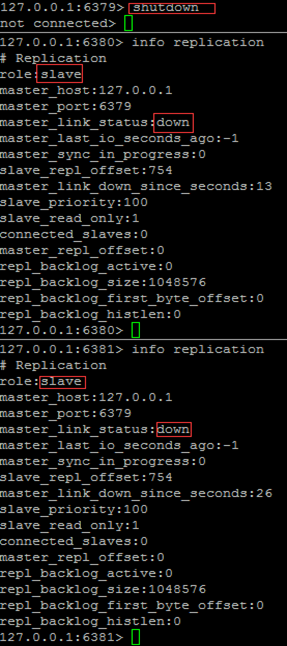 127.0.0.1:6379> shutdown
not connected>
127.0.0.1:6380> info replication
# Replication
role:slave
master_host:127.0.0.1
master_port:6379
master_link_status:down
master_last_io_seconds_ago:-1
master_sync_in_progress:0
slave_repl_offset:754
master_link_down_since_seconds:13
slave_priority:100
slave_read_only:1
connected_slaves:0
master_repl_offset:0
repl_backlog_active:0
repl_backlog_size:1048576
repl_backlog_first_byte_offset:0
repl_backlog_histlen:0
127.0.0.1:6380>
127.0.0.1:6381> info replication
# Replication
role:slave
master_host:127.0.0.1
master_port:6379
master_link_status:down
master_last_io_seconds_ago:-1
master_sync_in_progress:0
slave_repl_offset:754
master_link_down_since_seconds:26
slave_priority:100
slave_read_only:1
connected_slaves:0
master_repl_offset:0
repl_backlog_active:0
repl_backlog_size:1048576
repl_backlog_first_byte_offset:0
repl_backlog_histlen:0
127.0.0.1:6381>